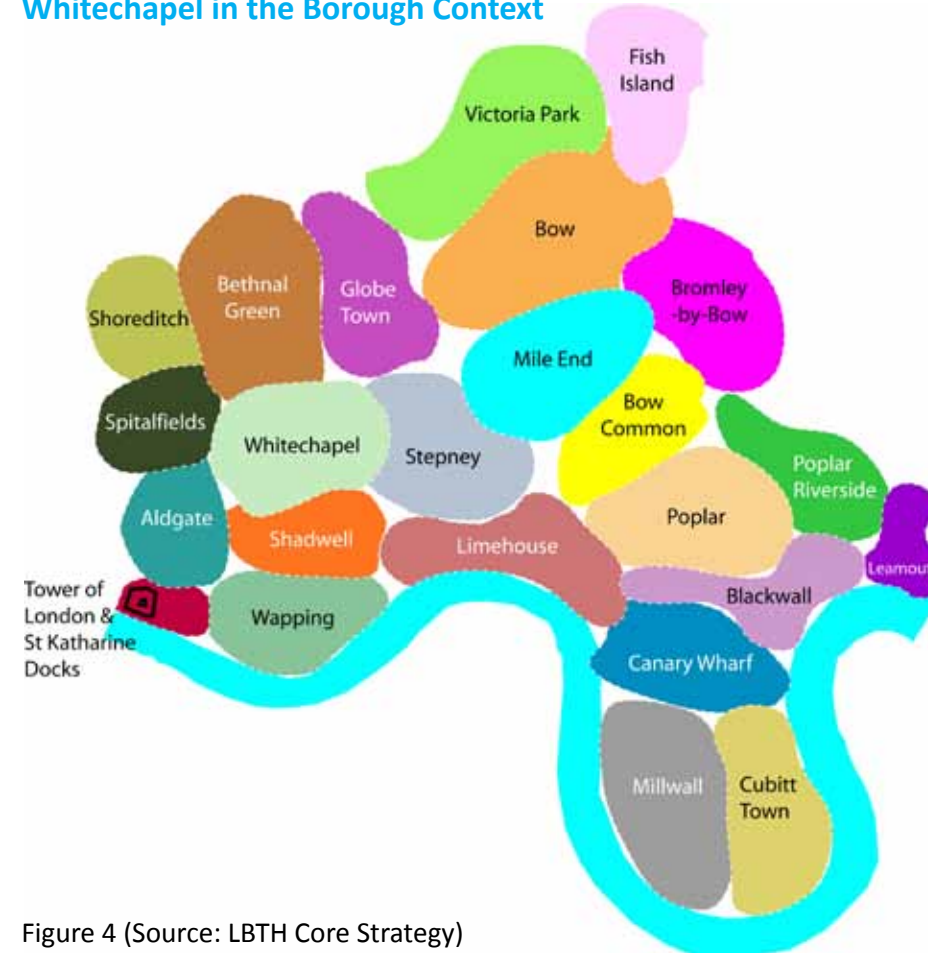 Whitechapel in the Borough Context
Fish
Island
Victoria Park
Bow
Bethnal
Green
Globe
Town
Bromley
-by-Bow
Shoreditch
Mile End
Bow
Common
Spitalfields
Whitechapel
Stepney
Poplar
Riverside
Aldgate
Shadwell
Limehouse
Poplar
Leamou
Tower of
London &
St Katharine
Docks
Wapping
Blackwall
Canary Wharf
Millwall
Cubitt
Town
Figure 4 (Source: LBTH Core Strategy)